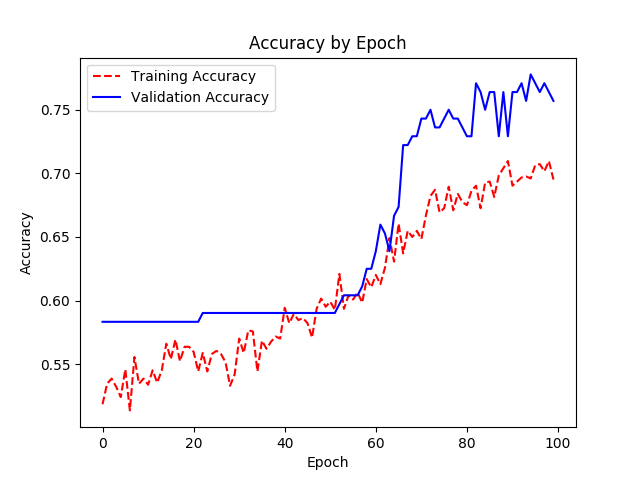 Accuracy by Epoch
Training Accuracy
Validation Accuracy
0.75
0.70
0.65
0.60
0.55
Accuracy
0 20 40 60 80 100
Epoch